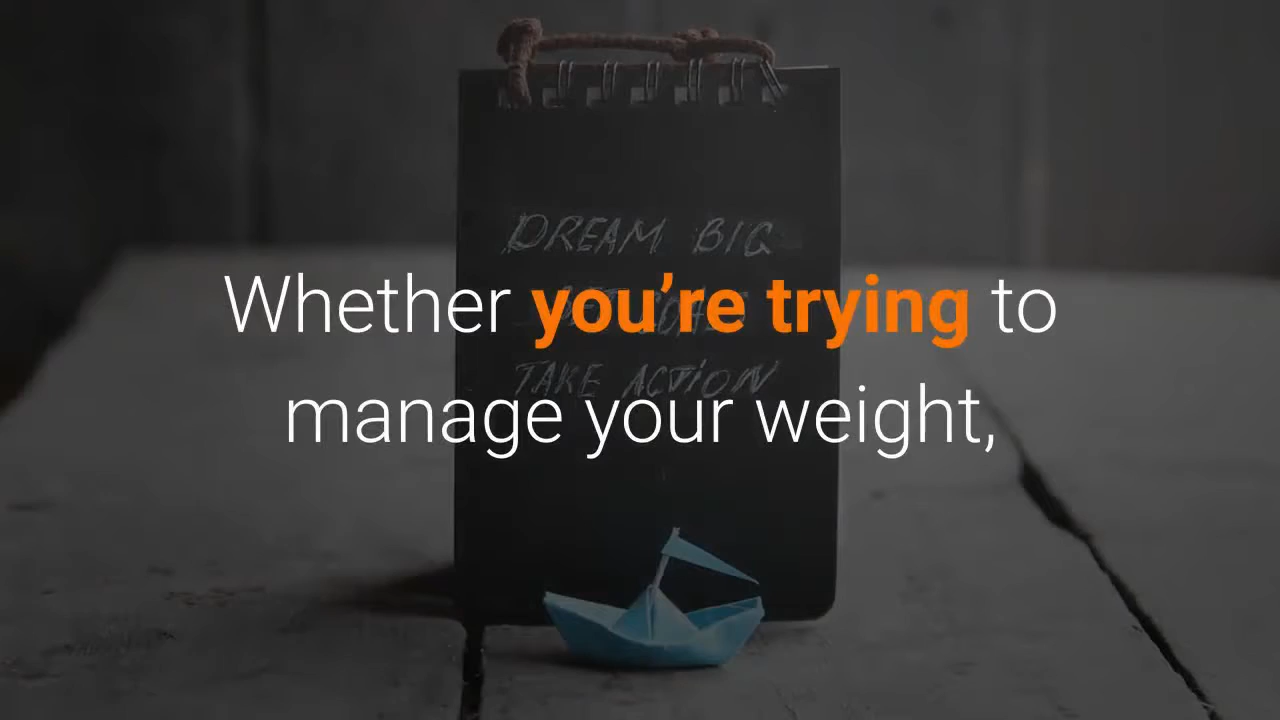 DREAM BIG
Whether you’re trying to
TAKE ACTION
manage your weight,